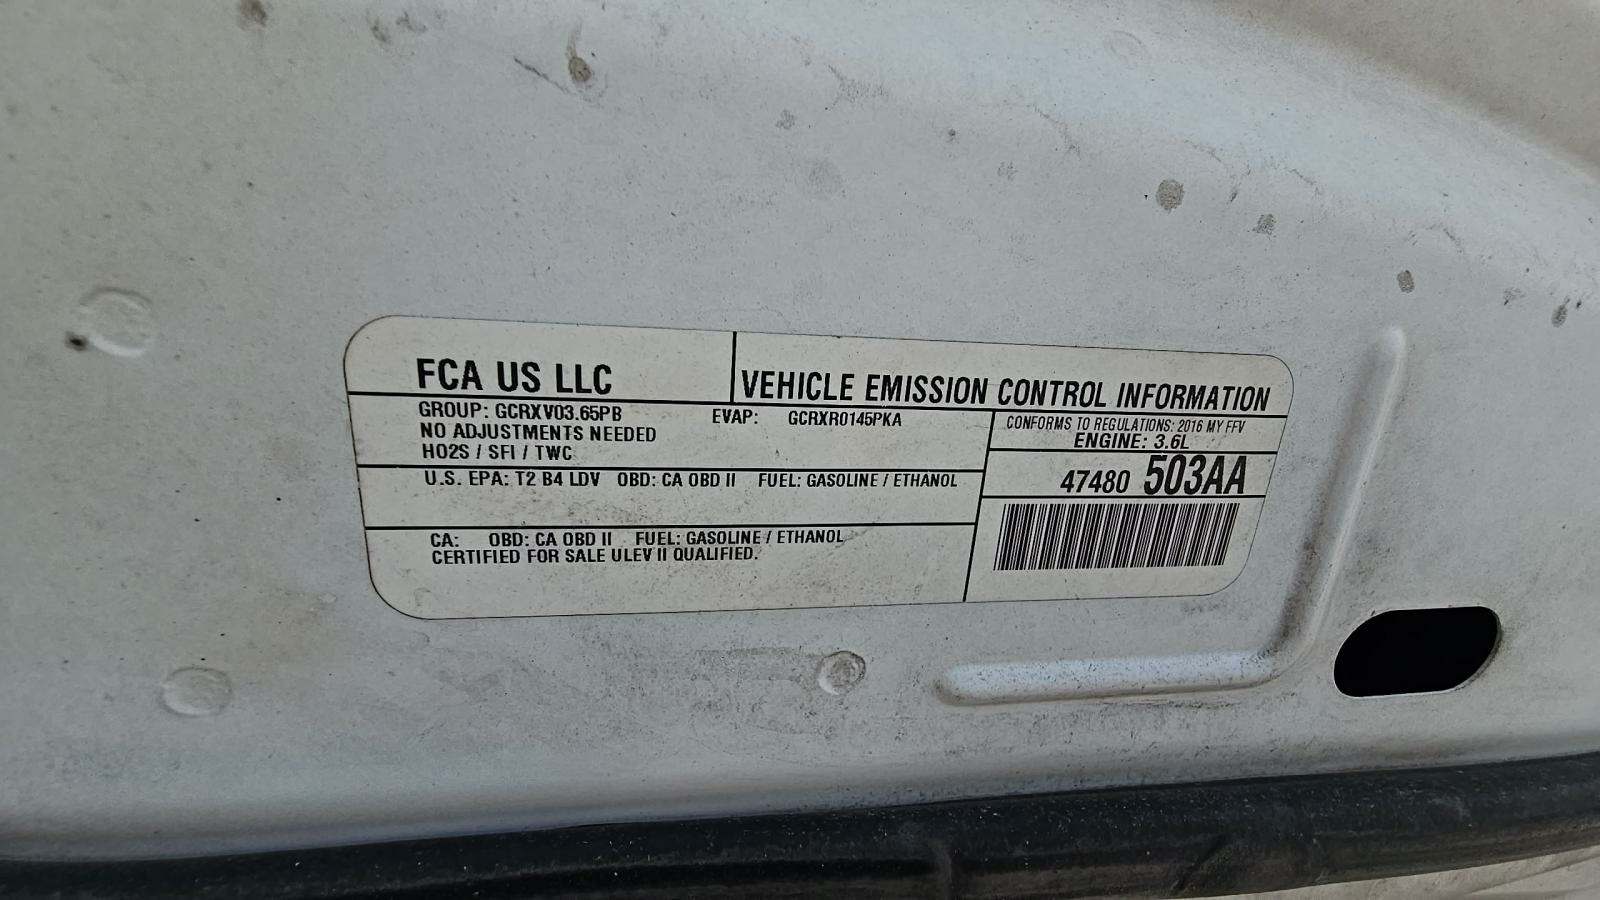 FCA US LLC
VEHICLE EMISSION CONTROL INFORMATION
GROUP: GCRXV03.65PB EVAP: GCRXR0145PKA
NO ADJUSTMENTS NEEDED
HO2S / SFI / TWC
CONFORMS TO REGULATIONS: 2016 MY FFV
ENGINE: 3.6L
U.S. EPA: T2 B4 LDV OBD: CA OBD II FUEL: GASOLINE / ETHANOL
47480 503AA
CA: OBD: CA OBD II FUEL: GASOLINE / ETHANOL
CERTIFIED FOR SALE ULEV II QUALIFIED.